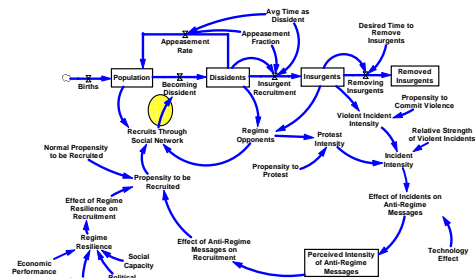 Avg Time as
Dissident
Appeasement
Rate
Appeasement
Fraction
Desired Time to
Remove
Insurgents
Births
Population
Becoming
Dissident
Dissidents
Insurgent
Recruitment
Insurgents
Removing
Insurgents
Removed
Insurgents
Propensity to
Commit Violence
Recruits Through
Social Network
Regime
Opponents
Violent Incident
Intensity
Protest
Intensity
Relative Strength
of Violent Incidents
Normal Propensity
to be Recruited
Incident
Intensity
Propensity to be
Recruited
Propensity to
Protest
Effect of Regime
Resilience on
Recruitment
Effect of Incidents on
Anti-Regime
Messages
Regime
Resilience
Effect of Anti-Regime
Messages on
Recruitment
Technology
Effect
Economic
Performance
Social
Capacity
Political
Perceived Intensity
of Anti-Regime
Messages